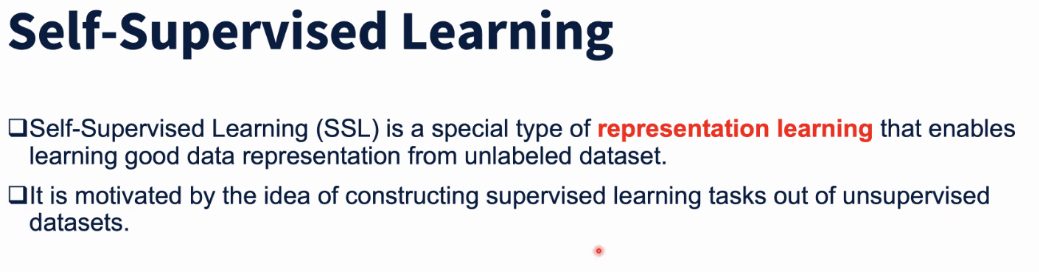 Self-Supervised Learning
❑Self-Supervised Learning (SSL) is a special type of representation learning that enables
learning good data representation from unlabeled dataset.
❑It is motivated by the idea of constructing supervised learning tasks out of unsupervised
datasets.